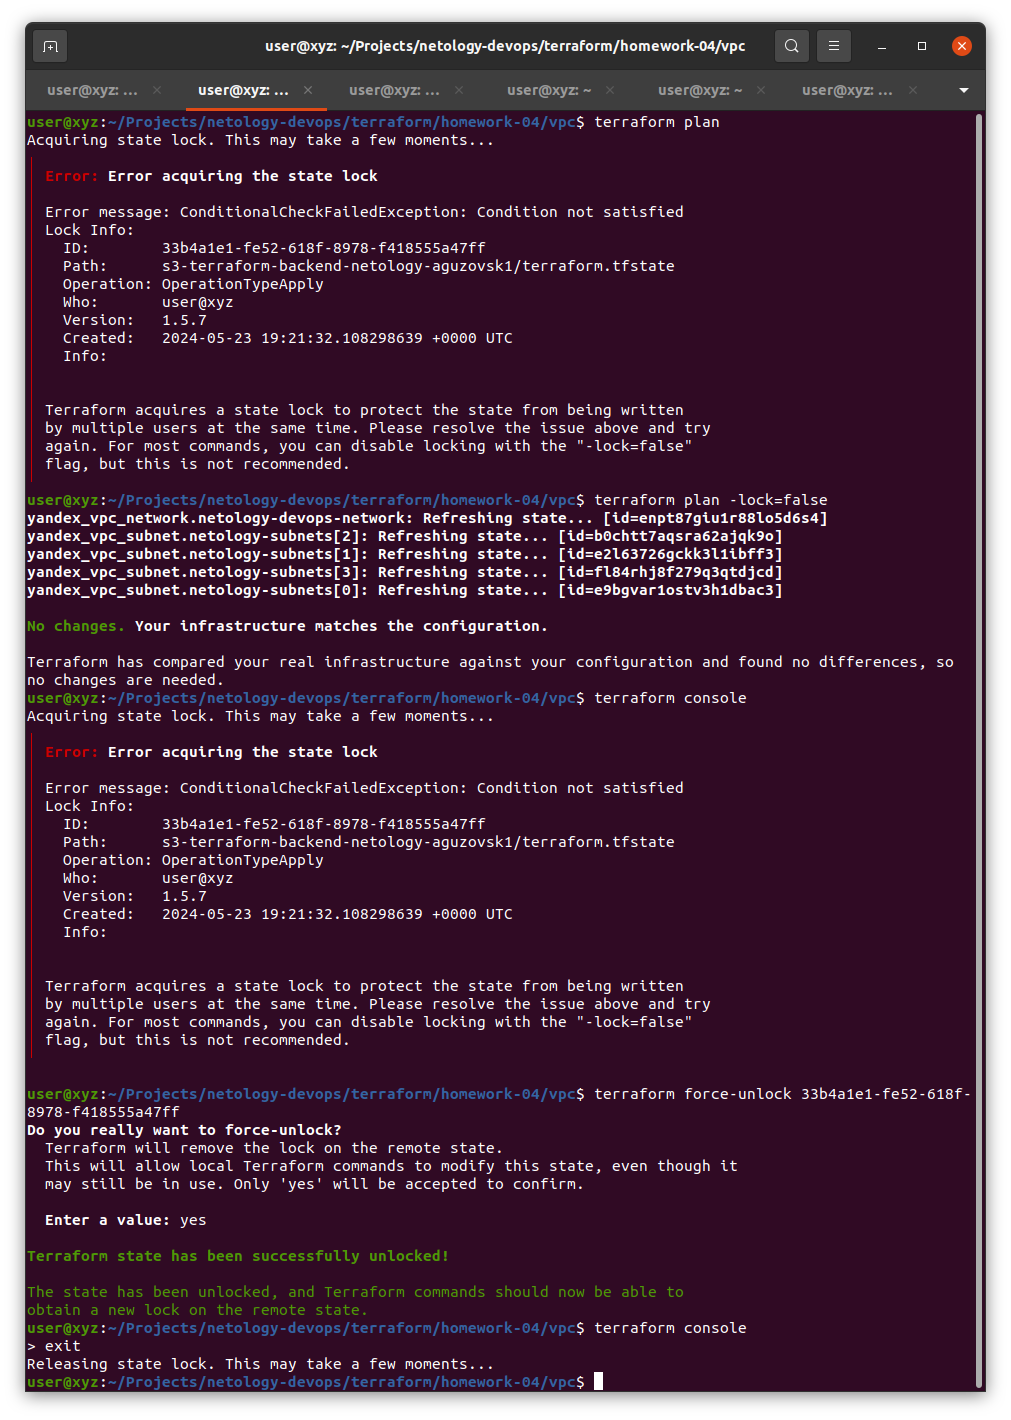 user@xyz: ~/Projects/netology-devops/terraform/homework-04/vpc
user@xyz: ... user@xyz: ... user@xyz: ... user@xyz: ~ user@xyz: ~ user@xyz: ...
user@xyz:~/Projects/netology-devops/terraform/homework-04/vpc$ terraform plan
Acquiring state lock. This may take a few moments...
Error: Error acquiring the state lock
Error message: ConditionalCheckFailedException: Condition not satisfied
Lock Info:
ID: 33b4a1e1-fe52-618f-8978-f418555a47ff
Path: s3-terraform-backend-netology-aguzovsk1/terraform.tfstate
Operation: OperationTypeApply
Who: user@xyz
Version: 1.5.7
Created: 2024-05-23 19:21:32.108298639 +0000 UTC
Info:
Terraform acquires a state lock to protect the state from being written
by multiple users at the same time. Please resolve the issue above and try
again. For most commands, you can disable locking with the "-lock=false"
flag, but this is not recommended.
user@xyz:~/Projects/netology-devops/terraform/homework-04/vpc$ terraform plan -lock=false
yandex_vpc_network.netology-devops-network: Refreshing state... [id=enpt87giu1r88lo5d6s4]
yandex_vpc_subnet.netology-subnets[2]: Refreshing state... [id=b0chtt7aqsra62ajqk9o]
yandex_vpc_subnet.netology-subnets[1]: Refreshing state... [id=e2l63726gckk3l1ibff3]
yandex_vpc_subnet.netology-subnets[3]: Refreshing state... [id=fl84rhj8f279q3qtdjcd]
yandex_vpc_subnet.netology-subnets[0]: Refreshing state... [id=e9bgvar1ostv3h1dbac3]
No changes. Your infrastructure matches the configuration.
Terraform has compared your real infrastructure against your configuration and found no differences, so
no changes are needed.
user@xyz:~/Projects/netology-devops/terraform/homework-04/vpc$ terraform console
Acquiring state lock. This may take a few moments...
Error: Error acquiring the state lock
Error message: ConditionalCheckFailedException: Condition not satisfied
Lock Info:
ID: 33b4a1e1-fe52-618f-8978-f418555a47ff
Path: s3-terraform-backend-netology-aguzovsk1/terraform.tfstate
Operation: OperationTypeApply
Who: user@xyz
Version: 1.5.7
Created: 2024-05-23 19:21:32.108298639 +0000 UTC
Info:
Terraform acquires a state lock to protect the state from being written
by multiple users at the same time. Please resolve the issue above and try
again. For most commands, you can disable locking with the "-lock=false"
flag, but this is not recommended.
user@xyz:~/Projects/netology-devops/terraform/homework-04/vpc$ terraform force-unlock 33b4a1e1-fe52-618f-
8978-f418555a47ff
Do you really want to force-unlock?
Terraform will remove the lock on the remote state.
This will allow local Terraform commands to modify this state, even though it
may still be in use. Only 'yes' will be accepted to confirm.
Enter a value: yes
Terraform state has been successfully unlocked!
The state has been unlocked, and Terraform commands should now be able to
obtain a new lock on the remote state.
user@xyz:~/Projects/netology-devops/terraform/homework-04/vpc$ terraform console
> exit
Releasing state lock. This may take a few moments...
user@xyz:~/Projects/netology-devops/terraform/homework-04/vpc$